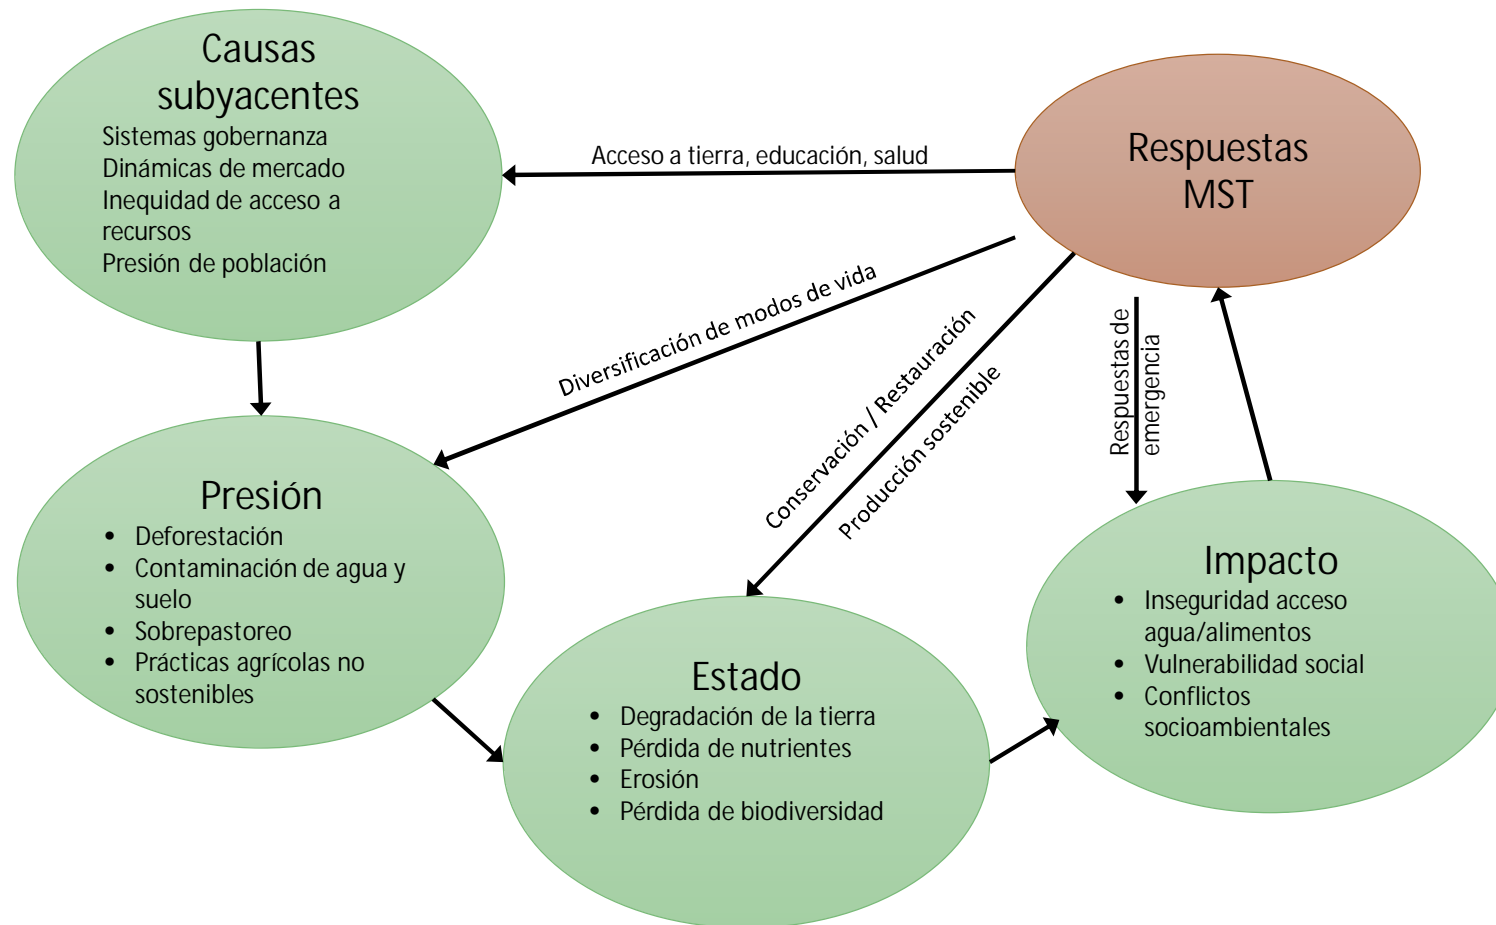 Causas
subyacentes
Sistemas gobernanza
Dinámicas de mercado
Inequidad de acceso a
recursos
Presión de población
Acceso a tierra, educación, salud
Respuestas
MST
Diversificación de modos de vida
Conservación / Restauración
Producción sostenible
Respuestas de
emergencia
Presión
• Deforestación
• Contaminación de agua y
suelo
• Sobrepastoreo
• Prácticas agrícolas no
sostenibles
Estado
• Degradación de la tierra
• Pérdida de nutrientes
• Erosión
• Pérdida de biodiversidad
Impacto
• Inseguridad acceso
agua/alimentos
• Vulnerabilidad social
• Conflictos
socioambientales